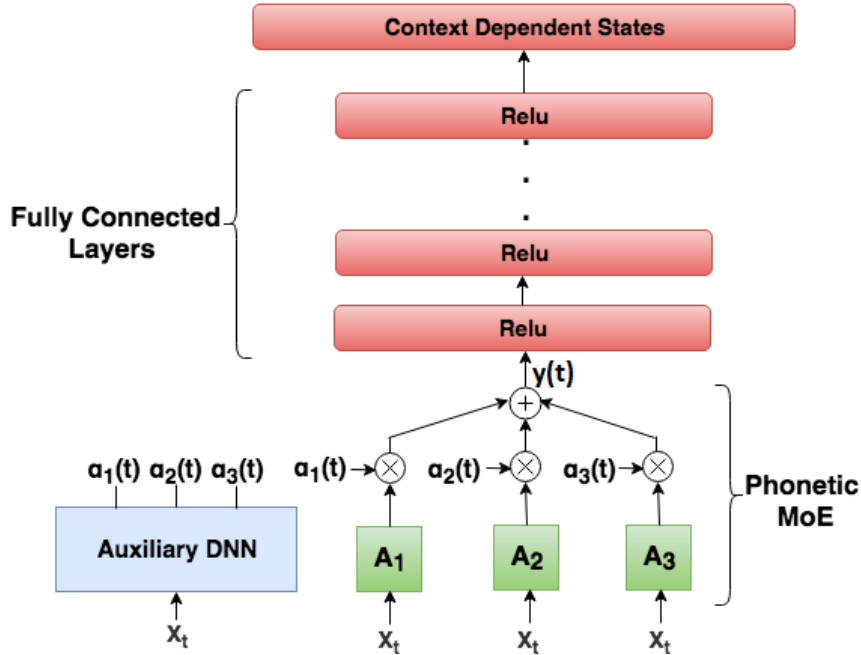 Context Dependent States
Relu
Fully Connected
Layers
Relu
Relu
y(t)
+
α₁(t) α₂(t) α₃(t)
α₁(t) × α₂(t) × α₃(t) ×
Phonetic
MoE
Auxiliary DNN
A₁ A₂ A₃
Xₜ Xₜ Xₜ Xₜ